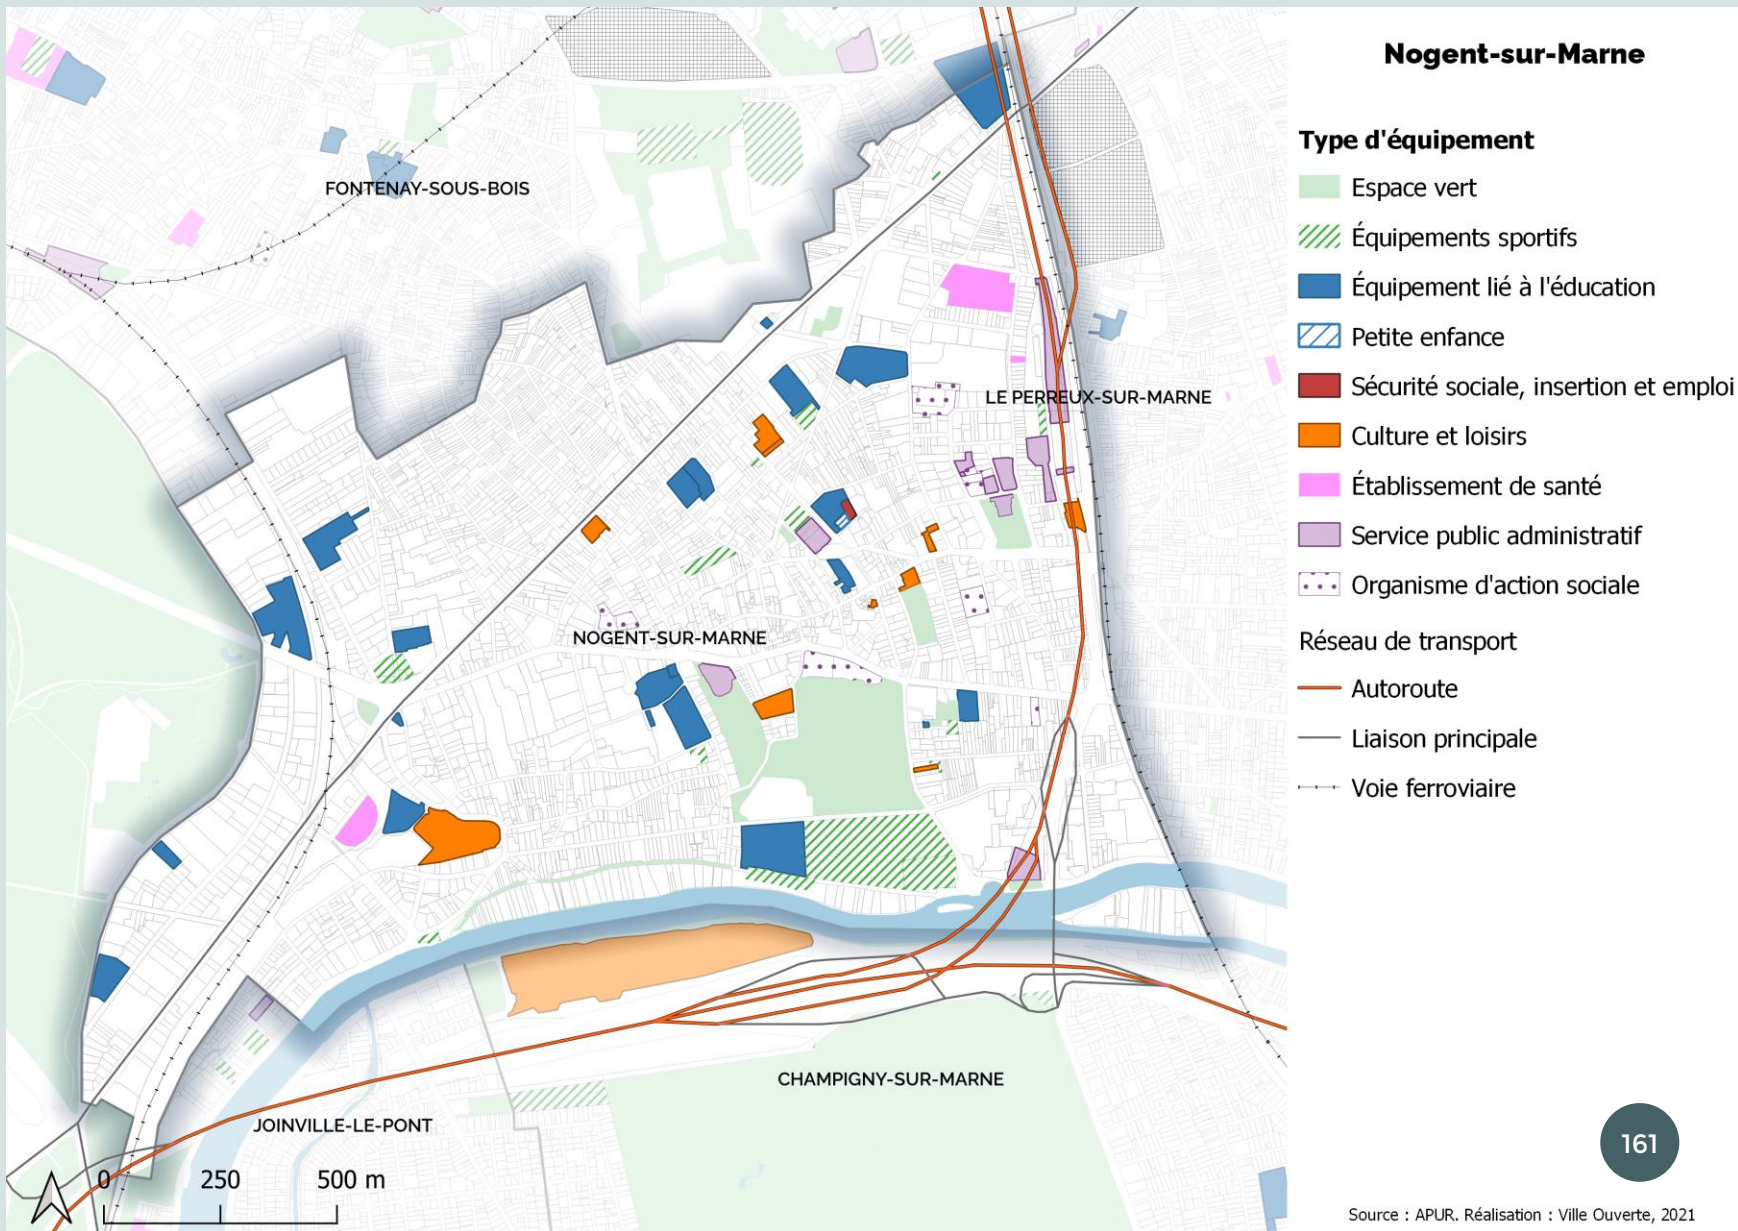 Nogent-sur-Marne
Type d'équipement
Espace vert
Équipements sportifs
Équipement lié à l'éducation
Petite enfance
Sécurité sociale, insertion et emploi
Culture et loisirs
Établissement de santé
Service public administratif
Organisme d'action sociale
Réseau de transport
Autoroute
Liaison principale
Voie ferroviaire
FONTENAY-SOUS-BOIS
LE PERREUX-SUR-MARNE
NOGENT-SUR-MARNE
CHAMPIGNY-SUR-MARNE
JOINVILLE-LE-PONT
0 250 500 m
161
Source : APUR. Réalisation : Ville Ouverte, 2021